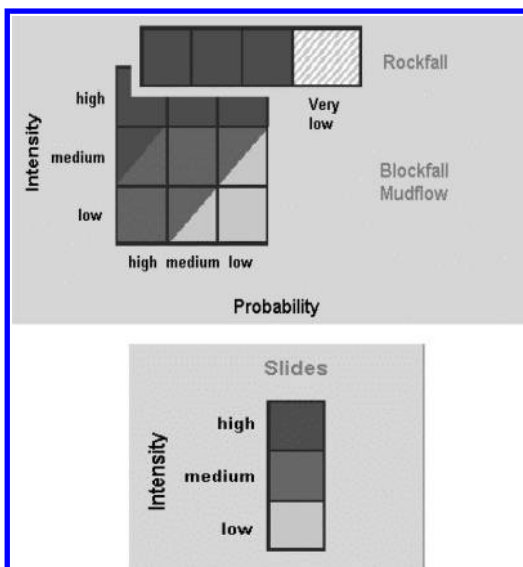 Rockfall
high
Very
low
Intensity
medium
Blockfall
Mudflow
low
high medium low
Probability
Slides
high
Intensity
medium
low